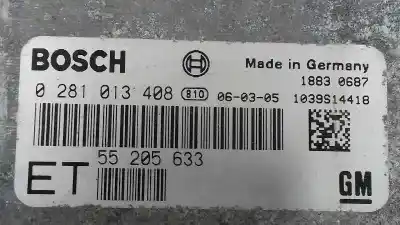 BOSCH Made in Germany
1883 0687
0 281 013 408 810 06-03-05 1039S14418
55 205 633
ET
GM